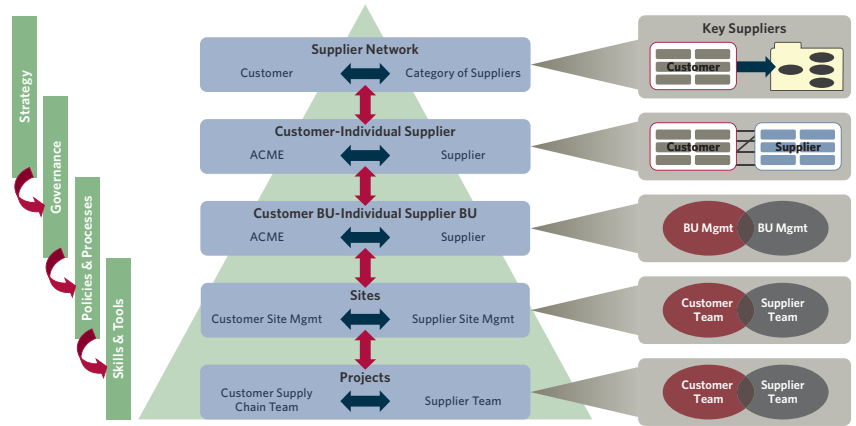 Strategy
Governance
Policies & Processes
Skills & Tools
Supplier Network
Customer
Category of Suppliers
Customer-Individual Supplier
ACME
Supplier
Customer BU-Individual Supplier BU
ACME
Supplier
Sites
Customer Site Mgmt
Supplier Site Mgmt
Projects
Customer Supply
Chain Team
Supplier Team
Key Suppliers
Customer
Customer
Supplier
BU Mgmt
BU Mgmt
Customer
Team
Supplier
Team
Customer
Team
Supplier
Team